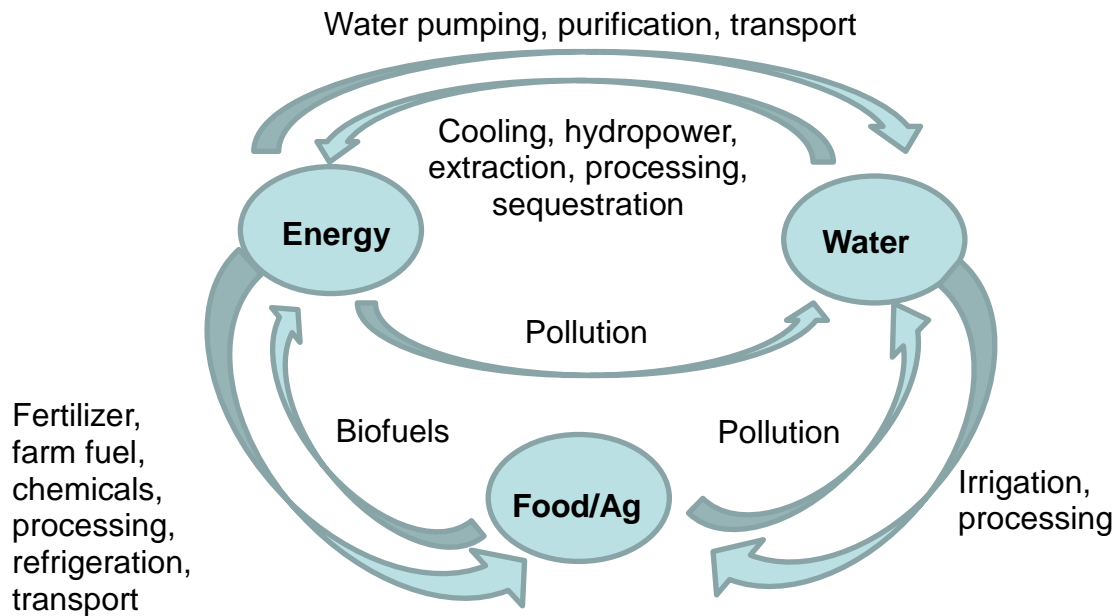 Water pumping, purification, transport
Cooling, hydropower,
extraction, processing,
sequestration
Energy
Water
Pollution
Fertilizer,
farm fuel,
chemicals,
processing,
refrigeration,
transport
Biofuels
Pollution
Food/Ag
Irrigation,
processing